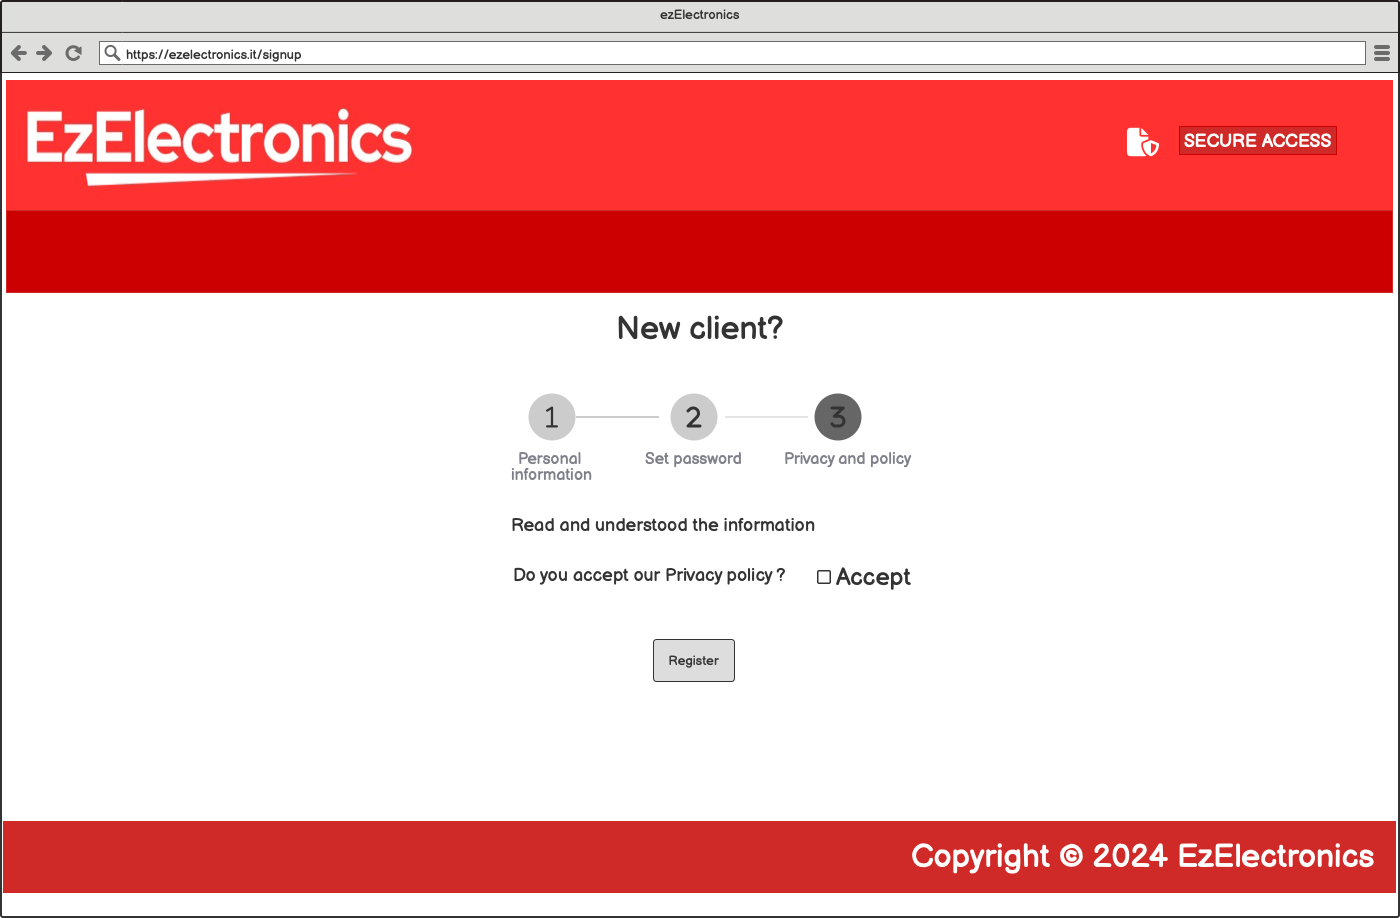 ezElectronics
https://ezelectronics.it/signup
EzElectronics
SECURE ACCESS
New client?
1
2
3
Personal
information
Set password
Privacy and policy
Read and understood the information
Do you accept our Privacy policy ?
Accept
Register
Copyright © 2024 EzElectronics